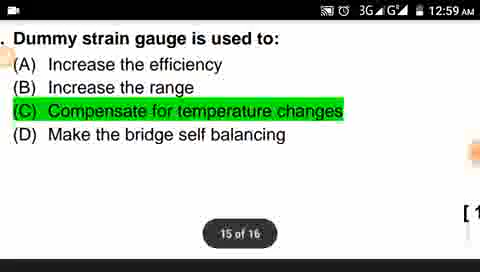 3G G 12:59 AM
. Dummy strain gauge is used to:
(A) Increase the efficiency
(B) Increase the range
(C) Compensate for temperature changes
(D) Make the bridge self balancing
[ 1
15 of 16